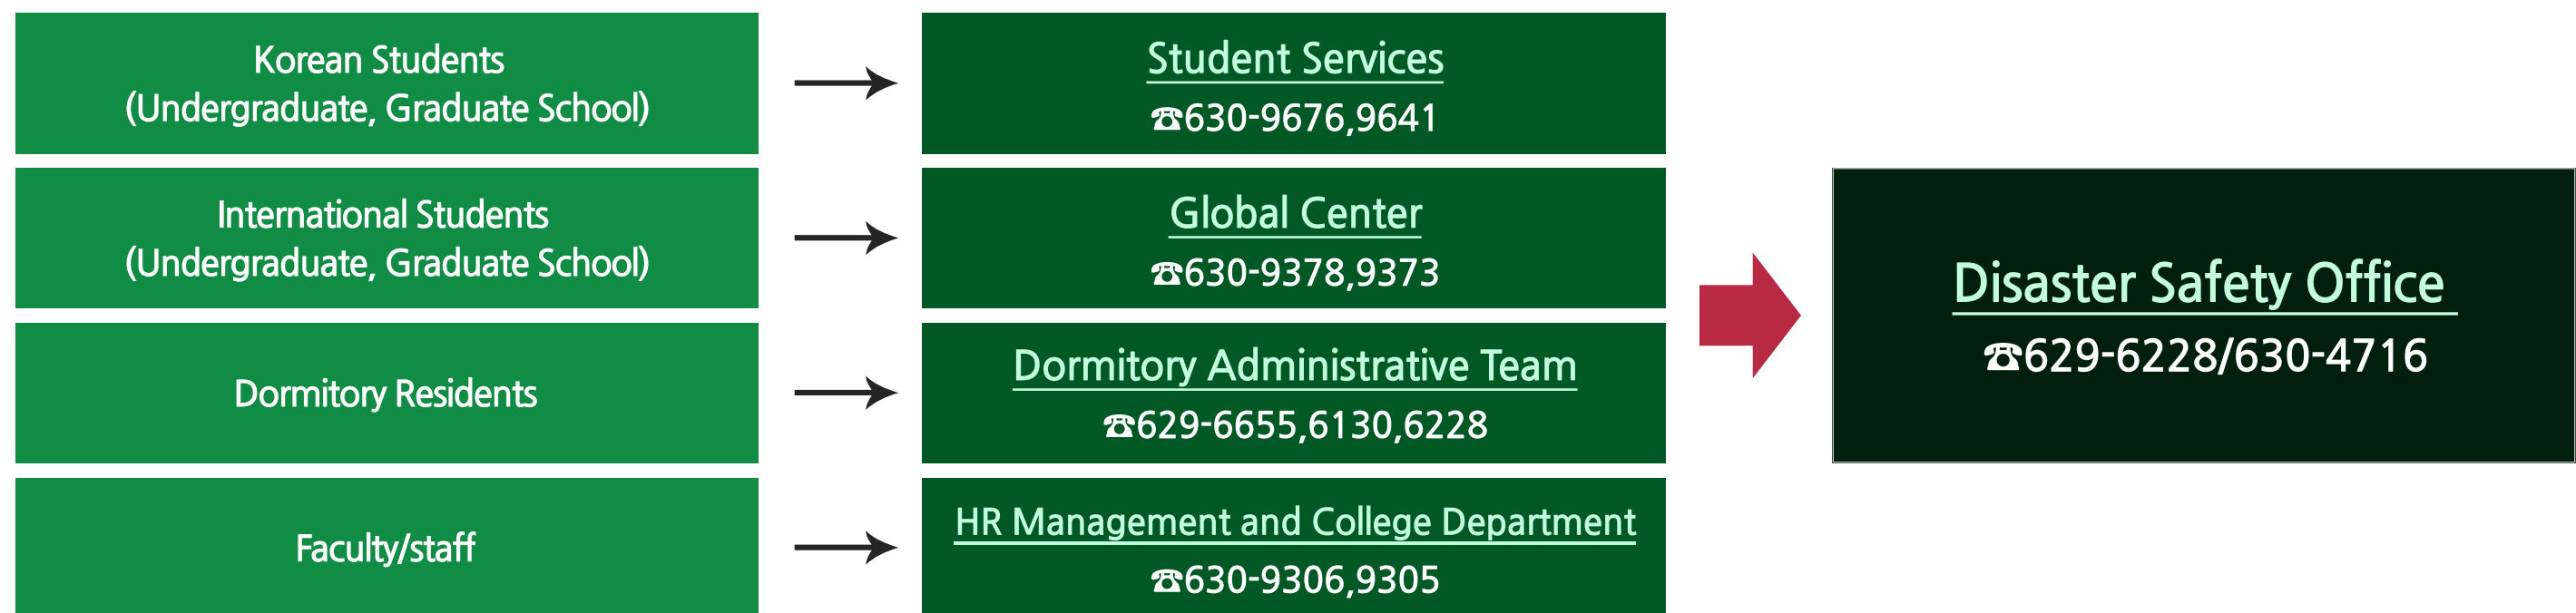 Korean Students
(Undergraduate, Graduate School)
Student Services
☎630-9676,9641
International Students
(Undergraduate, Graduate School)
Global Center
☎630-9378,9373
Dormitory Residents
Dormitory Administrative Team
☎629-6655,6130,6228
Faculty/staff
HR Management and College Department
☎630-9306,9305
Disaster Safety Office
☎629-6228/630-4716